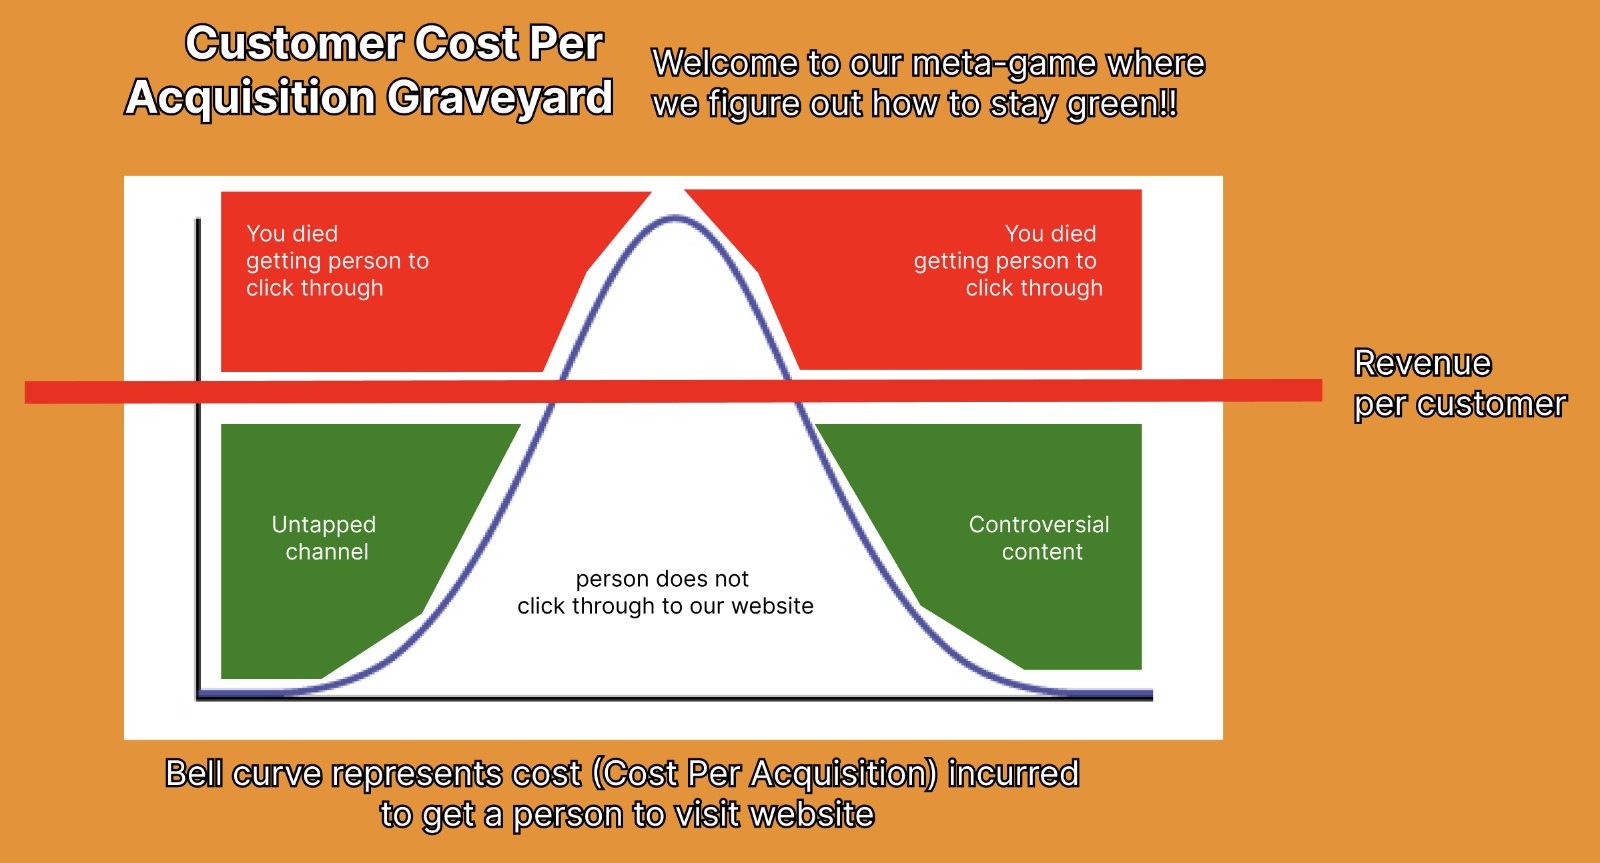 Customer Cost Per
Acquisition Graveyard
Welcome to our meta-game where
we figure out how to stay green!!
You died
getting person to
click through
You died
getting person to
click through
Revenue
per customer
Untapped
channel
Controversial
content
person does not
click through to our website
Bell curve represents cost (Cost Per Acquisition) incurred
to get a person to visit website